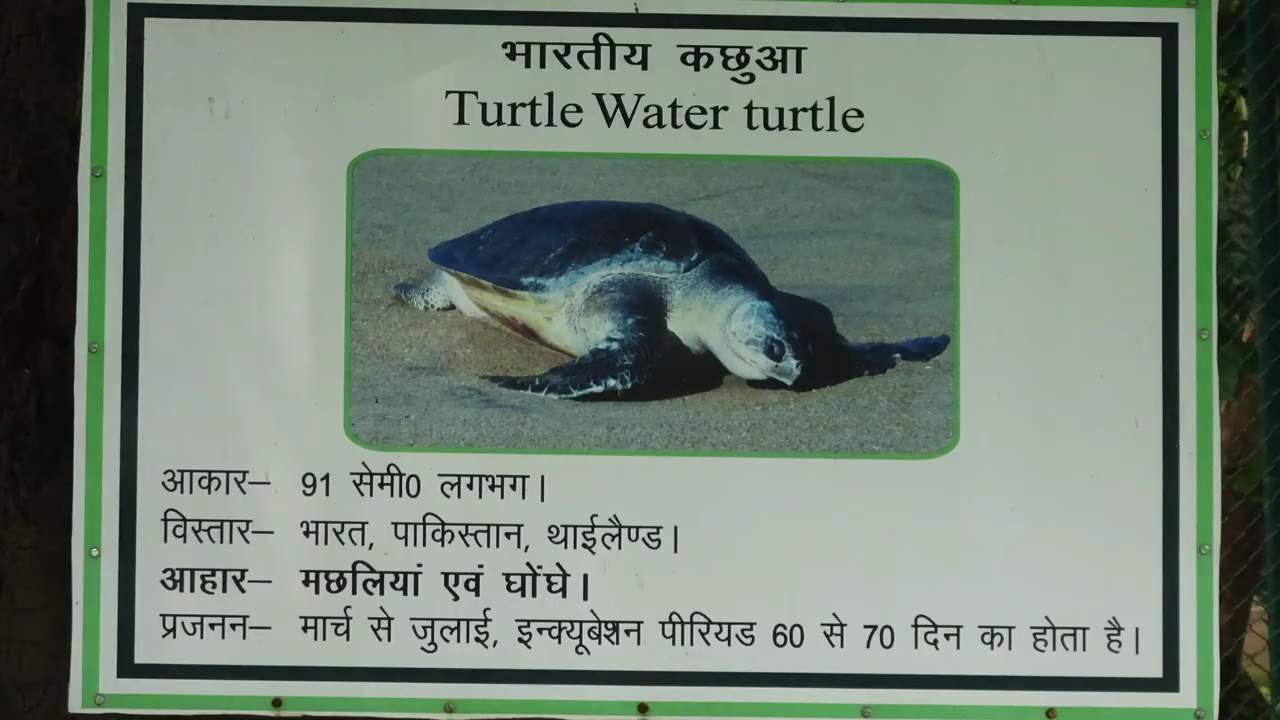 भारतीय कछुआ
Turtle Water turtle
आकार– 91 सेमी0 लगभग।
विस्तार– भारत, पाकिस्तान, थाईलैण्ड।
आहार– मछलियां एवं घोंघे।
प्रजनन– मार्च से जुलाई, इन्क्यूबेशन पीरियड 60 से 70 दिन का होता है।